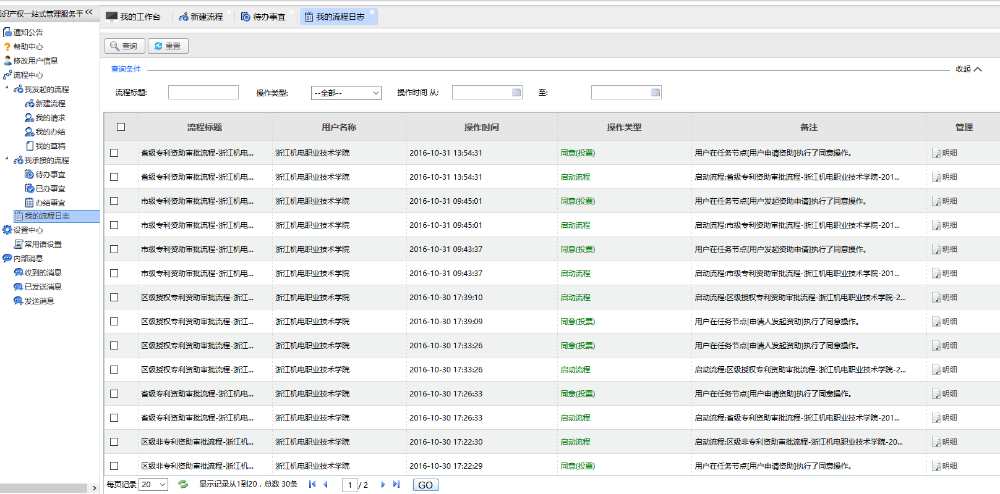 识产权一站式管理服务平
通知公告
帮助中心
修改用户信息
流程中心
我发起的流程
新建流程
我的请求
我的办结
我的草稿
我承接的流程
待办事宜
已办事宜
办结事宜
我的流程日志
设置中心
常用语设置
内部消息
收到的消息
已发送消息
发送消息
我的工作台 新建流程 待办事宜 我的流程日志
查询 重置
查询条件 收起
流程标题: 操作类型: --全部-- 操作时间 从: 至:
流程标题 用户名称 操作时间 操作类型 备注 管理
省级专利资助审批流程-浙江机电... 浙江机电职业技术学院 2016-10-31 13:54:31 同意(投票) 用户在任务节点[用户申请资助]执行了同意操作。 明细
省级专利资助审批流程-浙江机电... 浙江机电职业技术学院 2016-10-31 13:54:31 启动流程 启动流程:省级专利资助审批流程-浙江机电职业技术学院-201... 明细
市级专利资助审批流程-浙江机电... 浙江机电职业技术学院 2016-10-31 09:45:01 同意(投票) 用户在任务节点[用户发起资助申请]执行了同意操作。 明细
市级专利资助审批流程-浙江机电... 浙江机电职业技术学院 2016-10-31 09:45:01 启动流程 启动流程:市级专利资助审批流程-浙江机电职业技术学院-201... 明细
市级专利资助审批流程-浙江机电... 浙江机电职业技术学院 2016-10-31 09:43:37 同意(投票) 用户在任务节点[用户发起资助申请]执行了同意操作。 明细
市级专利资助审批流程-浙江机电... 浙江机电职业技术学院 2016-10-31 09:43:37 启动流程 启动流程:市级专利资助审批流程-浙江机电职业技术学院-201... 明细
区级授权专利资助审批流程-浙江... 浙江机电职业技术学院 2016-10-30 17:39:10 启动流程 启动流程:区级授权专利资助审批流程-浙江机电职业技术学院-2... 明细
区级授权专利资助审批流程-浙江... 浙江机电职业技术学院 2016-10-30 17:39:09 同意(投票) 用户在任务节点[申请人发起资助]执行了同意操作。 明细
区级授权专利资助审批流程-浙江... 浙江机电职业技术学院 2016-10-30 17:33:26 同意(投票) 用户在任务节点[申请人发起资助]执行了同意操作。 明细
区级授权专利资助审批流程-浙江... 浙江机电职业技术学院 2016-10-30 17:33:26 启动流程 启动流程:区级授权专利资助审批流程-浙江机电职业技术学院-2... 明细
省级专利资助审批流程-浙江机电... 浙江机电职业技术学院 2016-10-30 17:26:33 同意(投票) 用户在任务节点[用户申请资助]执行了同意操作。 明细
省级专利资助审批流程-浙江机电... 浙江机电职业技术学院 2016-10-30 17:26:33 启动流程 启动流程:省级专利资助审批流程-浙江机电职业技术学院-201... 明细
区级非专利资助审批流程-浙江机... 浙江机电职业技术学院 2016-10-30 17:22:30 启动流程 启动流程:区级非专利资助审批流程-浙江机电职业技术学院-20... 明细
区级非专利资助审批流程-浙江机... 浙江机电职业技术学院 2016-10-30 17:22:29 同意(投票) 用户在任务节点[用户申请资助]执行了同意操作。 明细
每页记录 20 显示记录从1到20，总数 30条 1 / 2 GO